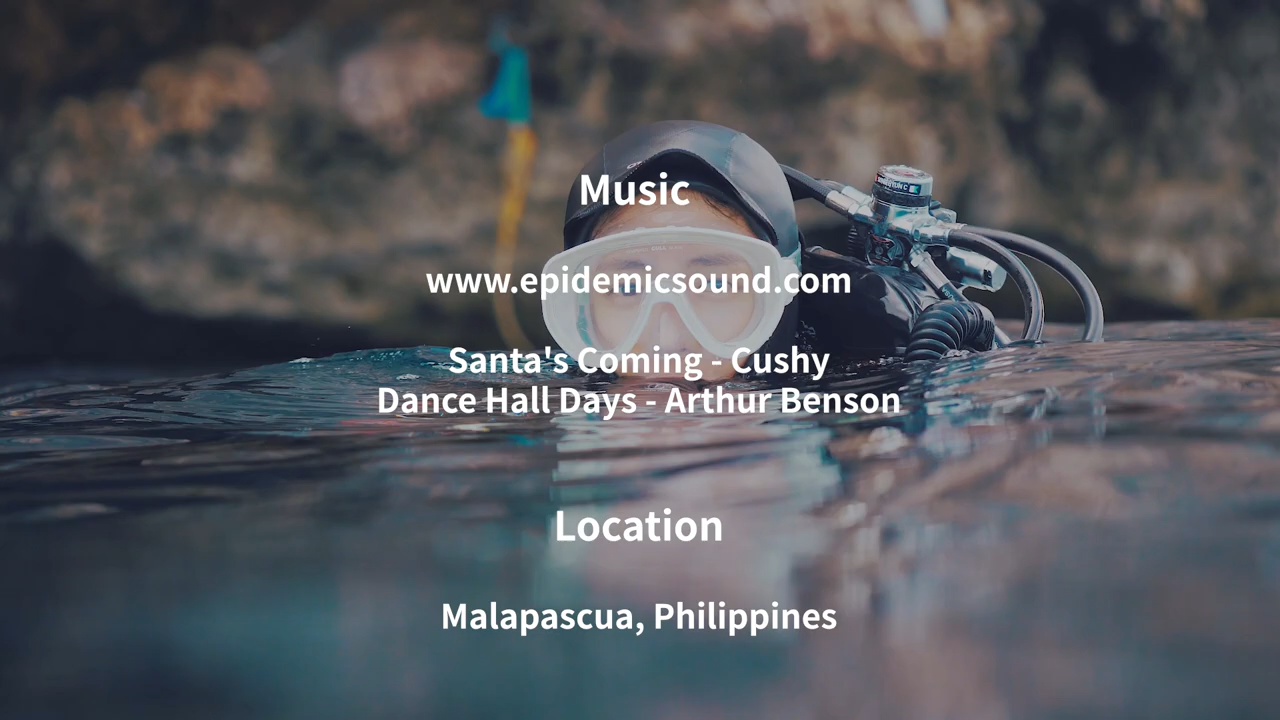 Music
www.epidemicsound.com
Santa's Coming - Cushy
Dance Hall Days - Arthur Benson
Location
Malapascua, Philippines